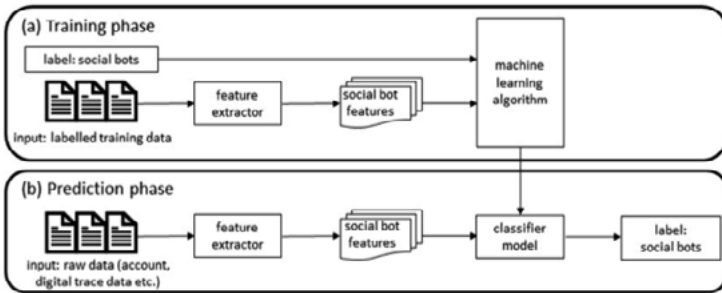 (a) Training phase
label: social bots
feature
extractor
social bot
features
machine
learning
algorithm
input: labelled training data
(b) Prediction phase
feature
extractor
social bot
features
classifier
model
label:
social bots
input: raw data (account,
digital trace data etc.)